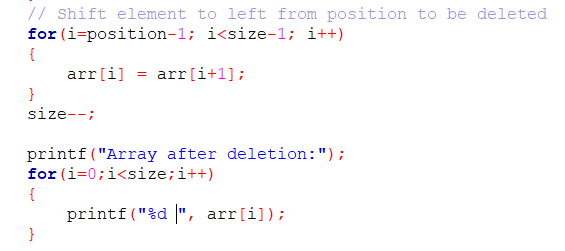 // Shift element to left from position to be deleted
for(i=position-1; i<size-1; i++)
{
    arr[i] = arr[i+1];
}
size--;

printf("Array after deletion:");
for(i=0;i<size;i++)
{
    printf("%d ", arr[i]);
}